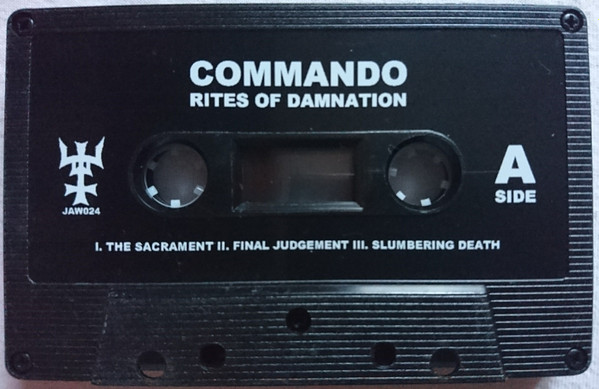 COMMANDO
RITES OF DAMNATION
A
SIDE
JAW024
I. THE SACRAMENT II. FINAL JUDGEMENT III. SLUMBERING DEATH